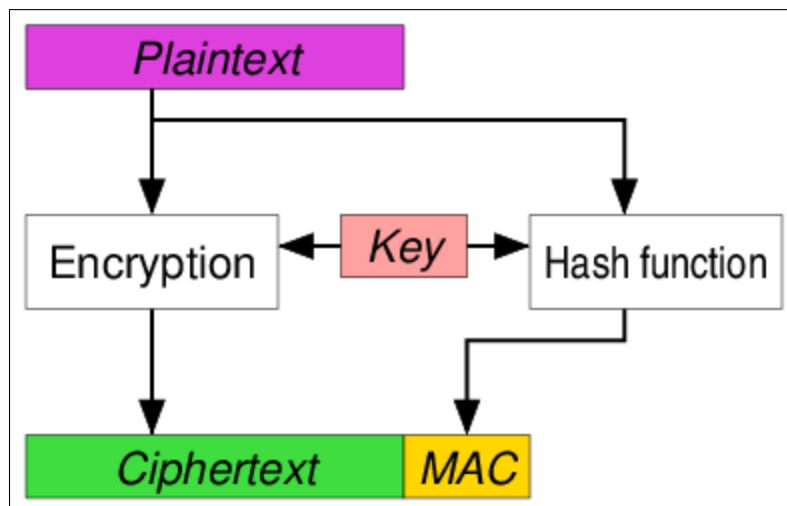 Plaintext
Encryption
Key
Hash function
Ciphertext
MAC